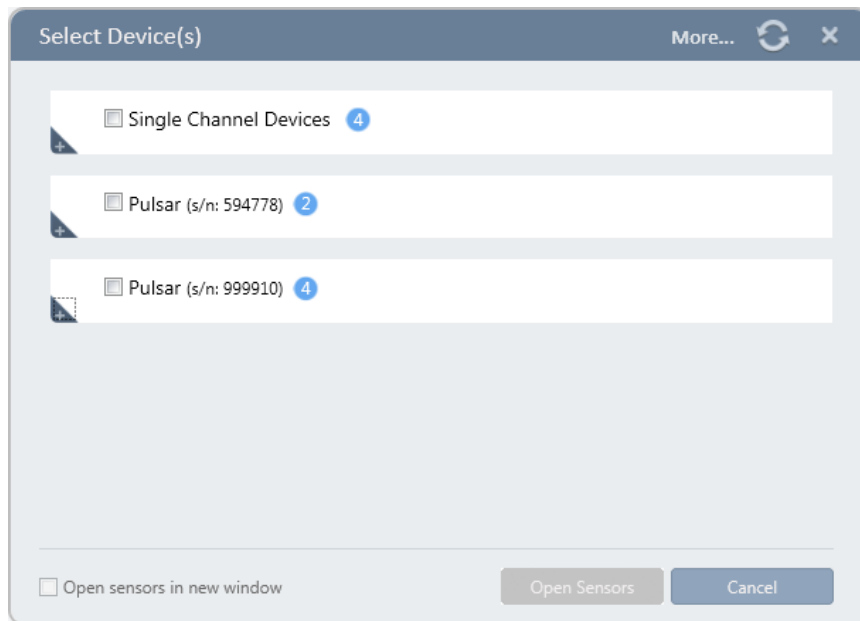 Select Device(s) More...
Single Channel Devices 4
Pulsar (s/n: 594778) 2
Pulsar (s/n: 999910) 4
Open sensors in new window Open Sensors Cancel